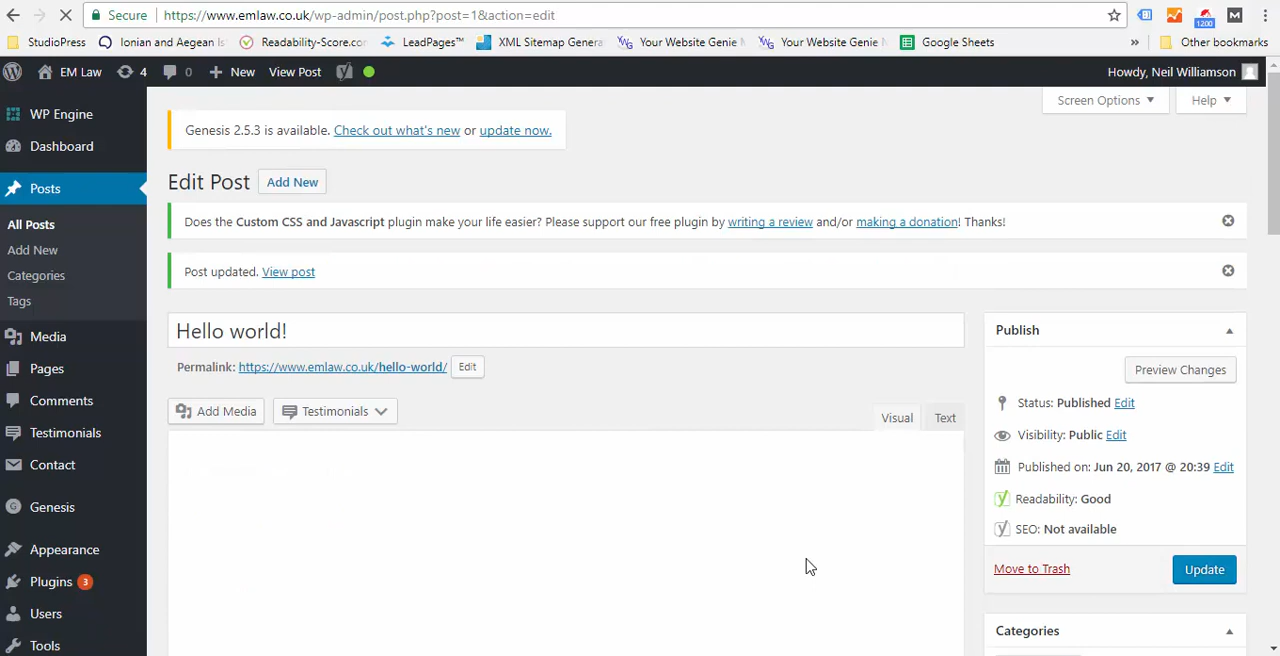 Secure https://www.emlaw.co.uk/wp-admin/post.php?post=1&action=edit
1200
StudioPress Ionian and Aegean Is Readability-Score.co LeadPages™ XML Sitemap Genera Your Website Genie Your Website Genie Google Sheets » Other bookmarks
EM Law 4 0 New View Post Howdy, Neil Williamson
Screen Options Help
WP Engine
Dashboard
Posts
All Posts
Add New
Categories
Tags
Media
Pages
Comments
Testimonials
Contact
Genesis
Appearance
Plugins 3
Users
Tools
Genesis 2.5.3 is available. Check out what's new or update now.
Edit Post Add New
Does the Custom CSS and Javascript plugin make your life easier? Please support our free plugin by writing a review and/or making a donation! Thanks!
Post updated. View post
Hello world!
Permalink: https://www.emlaw.co.uk/hello-world/ Edit
Add Media Testimonials
Visual Text
Publish
Preview Changes
Status: Published Edit
Visibility: Public Edit
Published on: Jun 20, 2017 @ 20:39 Edit
Readability: Good
SEO: Not available
Move to Trash Update
Categories